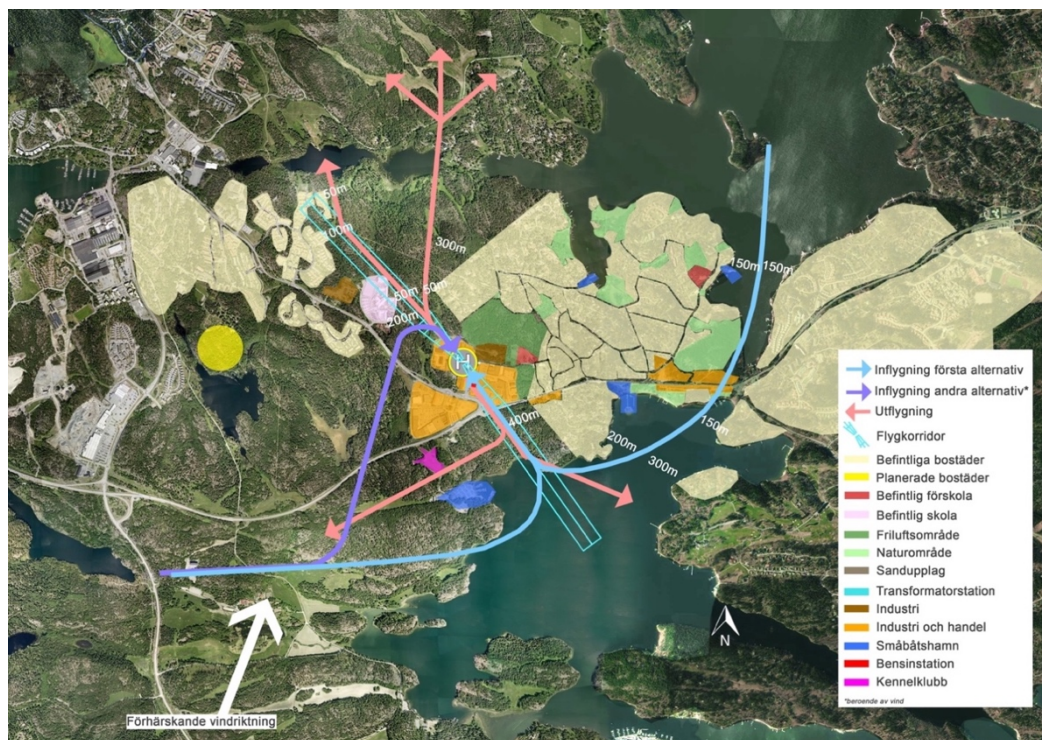 50m
100m
300m
50m
50m
200m
H
400m
150m
150m
150m
200m
300m
Inflygning första alternativ
Inflygning andra alternativ*
Utflygning
Flygkorridor
Befintliga bostäder
Planerade bostäder
Befintlig förskola
Befintlig skola
Friluftsområde
Naturområde
Sandupplag
Transformatorstation
Industri
Industri och handel
Småbåtshamn
Bensinstation
Kennelklubb
*beroende av vind
N
Förhärskande vindriktning